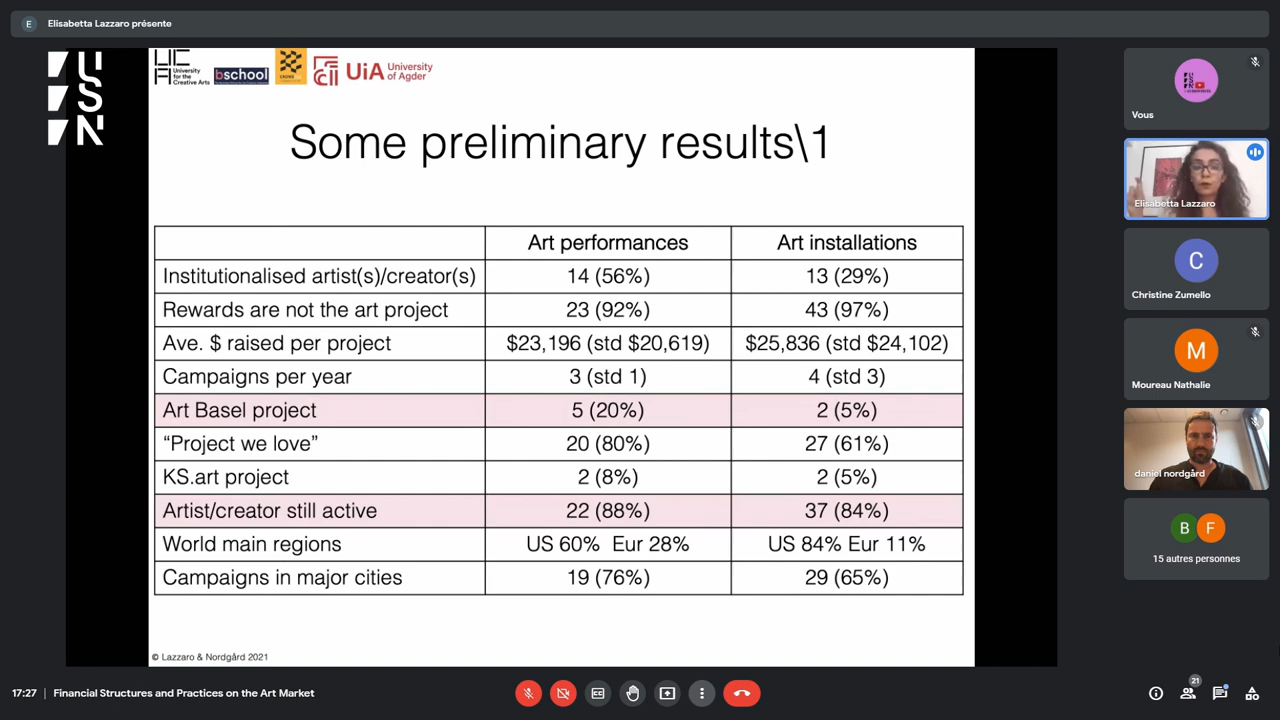 E Elisabetta Lazzaro présente
USN
UCA University for the Creative Arts
bschool
UiA University of Agder
Some preliminary results\1
Art performances Art installations
Institutionalised artist(s)/creator(s) 14 (56%) 13 (29%)
Rewards are not the art project 23 (92%) 43 (97%)
Ave. $ raised per project $23,196 (std $20,619) $25,836 (std $24,102)
Campaigns per year 3 (std 1) 4 (std 3)
Art Basel project 5 (20%) 2 (5%)
“Project we love” 20 (80%) 27 (61%)
KS.art project 2 (8%) 2 (5%)
Artist/creator still active 22 (88%) 37 (84%)
World main regions US 60% Eur 28% US 84% Eur 11%
Campaigns in major cities 19 (76%) 29 (65%)
© Lazzaro & Nordgård 2021
Vous
Elisabetta Lazzaro
C
Christine Zumello
M
Moureau Nathalie
daniel nordgård
B F
15 autres personnes
17:27 | Financial Structures and Practices on the Art Market
CC
21